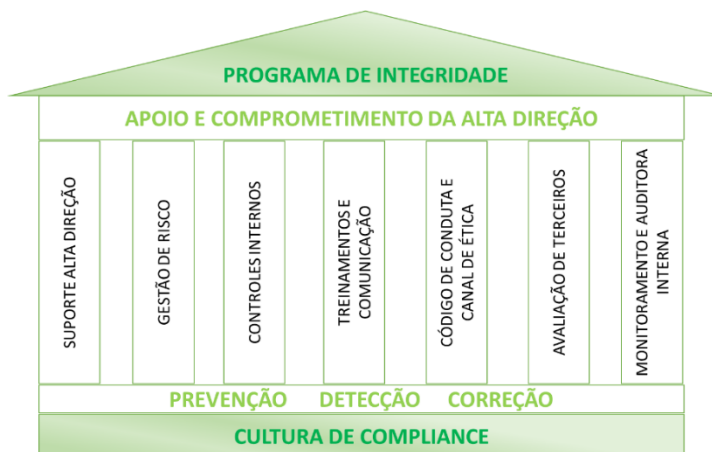 PROGRAMA DE INTEGRIDADE
APOIO E COMPROMETIMENTO DA ALTA DIREÇÃO
SUPORTE ALTA DIREÇÃO
GESTÃO DE RISCO
CONTROLES INTERNOS
TREINAMENTOS E
COMUNICAÇÃO
CÓDIGO DE CONDUTA E
CANAL DE ÉTICA
AVALIAÇÃO DE TERCEIROS
MONITORAMENTO E AUDITORA
INTERNA
PREVENÇÃO DETECÇÃO CORREÇÃO
CULTURA DE COMPLIANCE